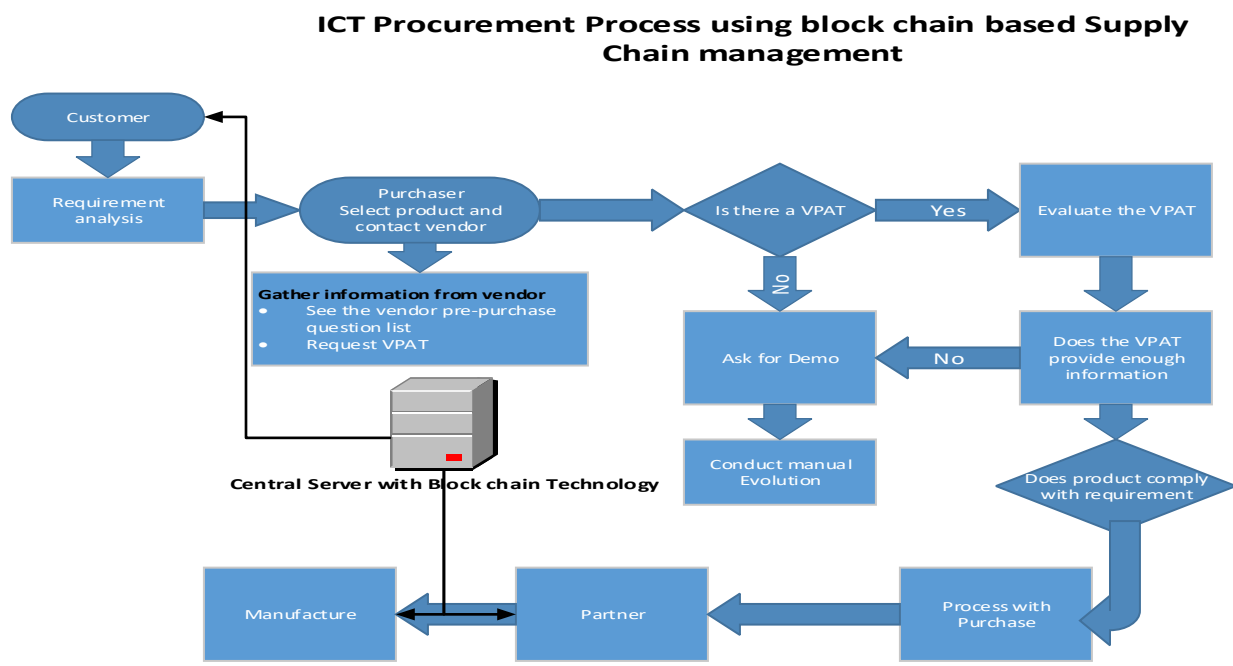 ICT Procurement Process using block chain based Supply
Chain management
Customer
Requirement
analysis
Purchaser
Select product and
contact vendor
Is there a VPAT
Yes
Evaluate the VPAT
No
Gather information from vendor
• See the vendor pre-purchase
question list
• Request VPAT
Ask for Demo
No
Does the VPAT
provide enough
information
Central Server with Block chain Technology
Conduct manual
Evolution
Does product comply
with requirement
Manufacture
Partner
Process with
Purchase